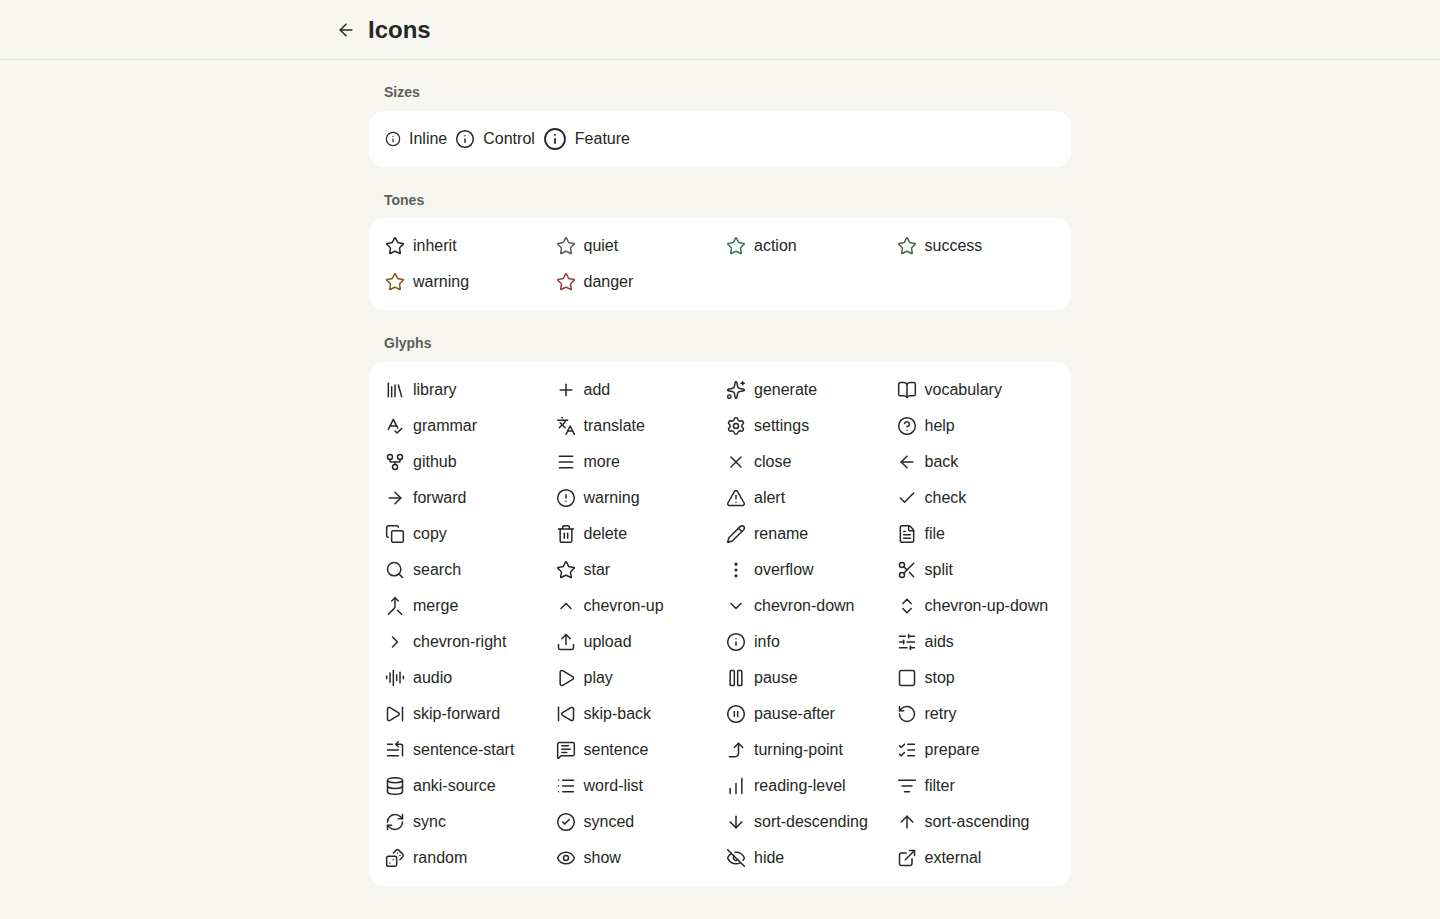 Icons
Sizes
Inline Control Feature
Tones
inherit quiet action success
warning danger
Glyphs
library add generate vocabulary
grammar translate settings help
github more close back
forward warning alert check
copy delete rename file
search star overflow split
merge chevron-up chevron-down chevron-up-down
chevron-right upload info aids
audio play pause stop
skip-forward skip-back pause-after retry
sentence-start sentence turning-point prepare
anki-source word-list reading-level filter
sync synced sort-descending sort-ascending
random show hide external